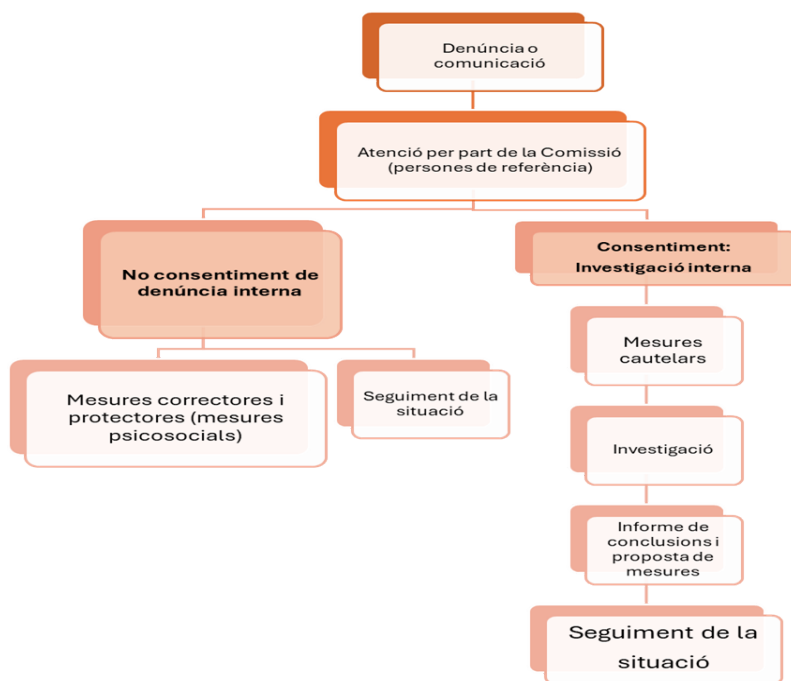 Denúncia o
comunicació
Atenció per part de la Comissió
(persones de referència)
No consentiment de
denúncia interna
Consentiment:
Investigació interna
Mesures correctores i
protectores (mesures
psicosocials)
Seguiment de la
situació
Mesures
cautelars
Investigació
Informe de
conclusions i
proposta de
mesures
Seguiment de la
situació